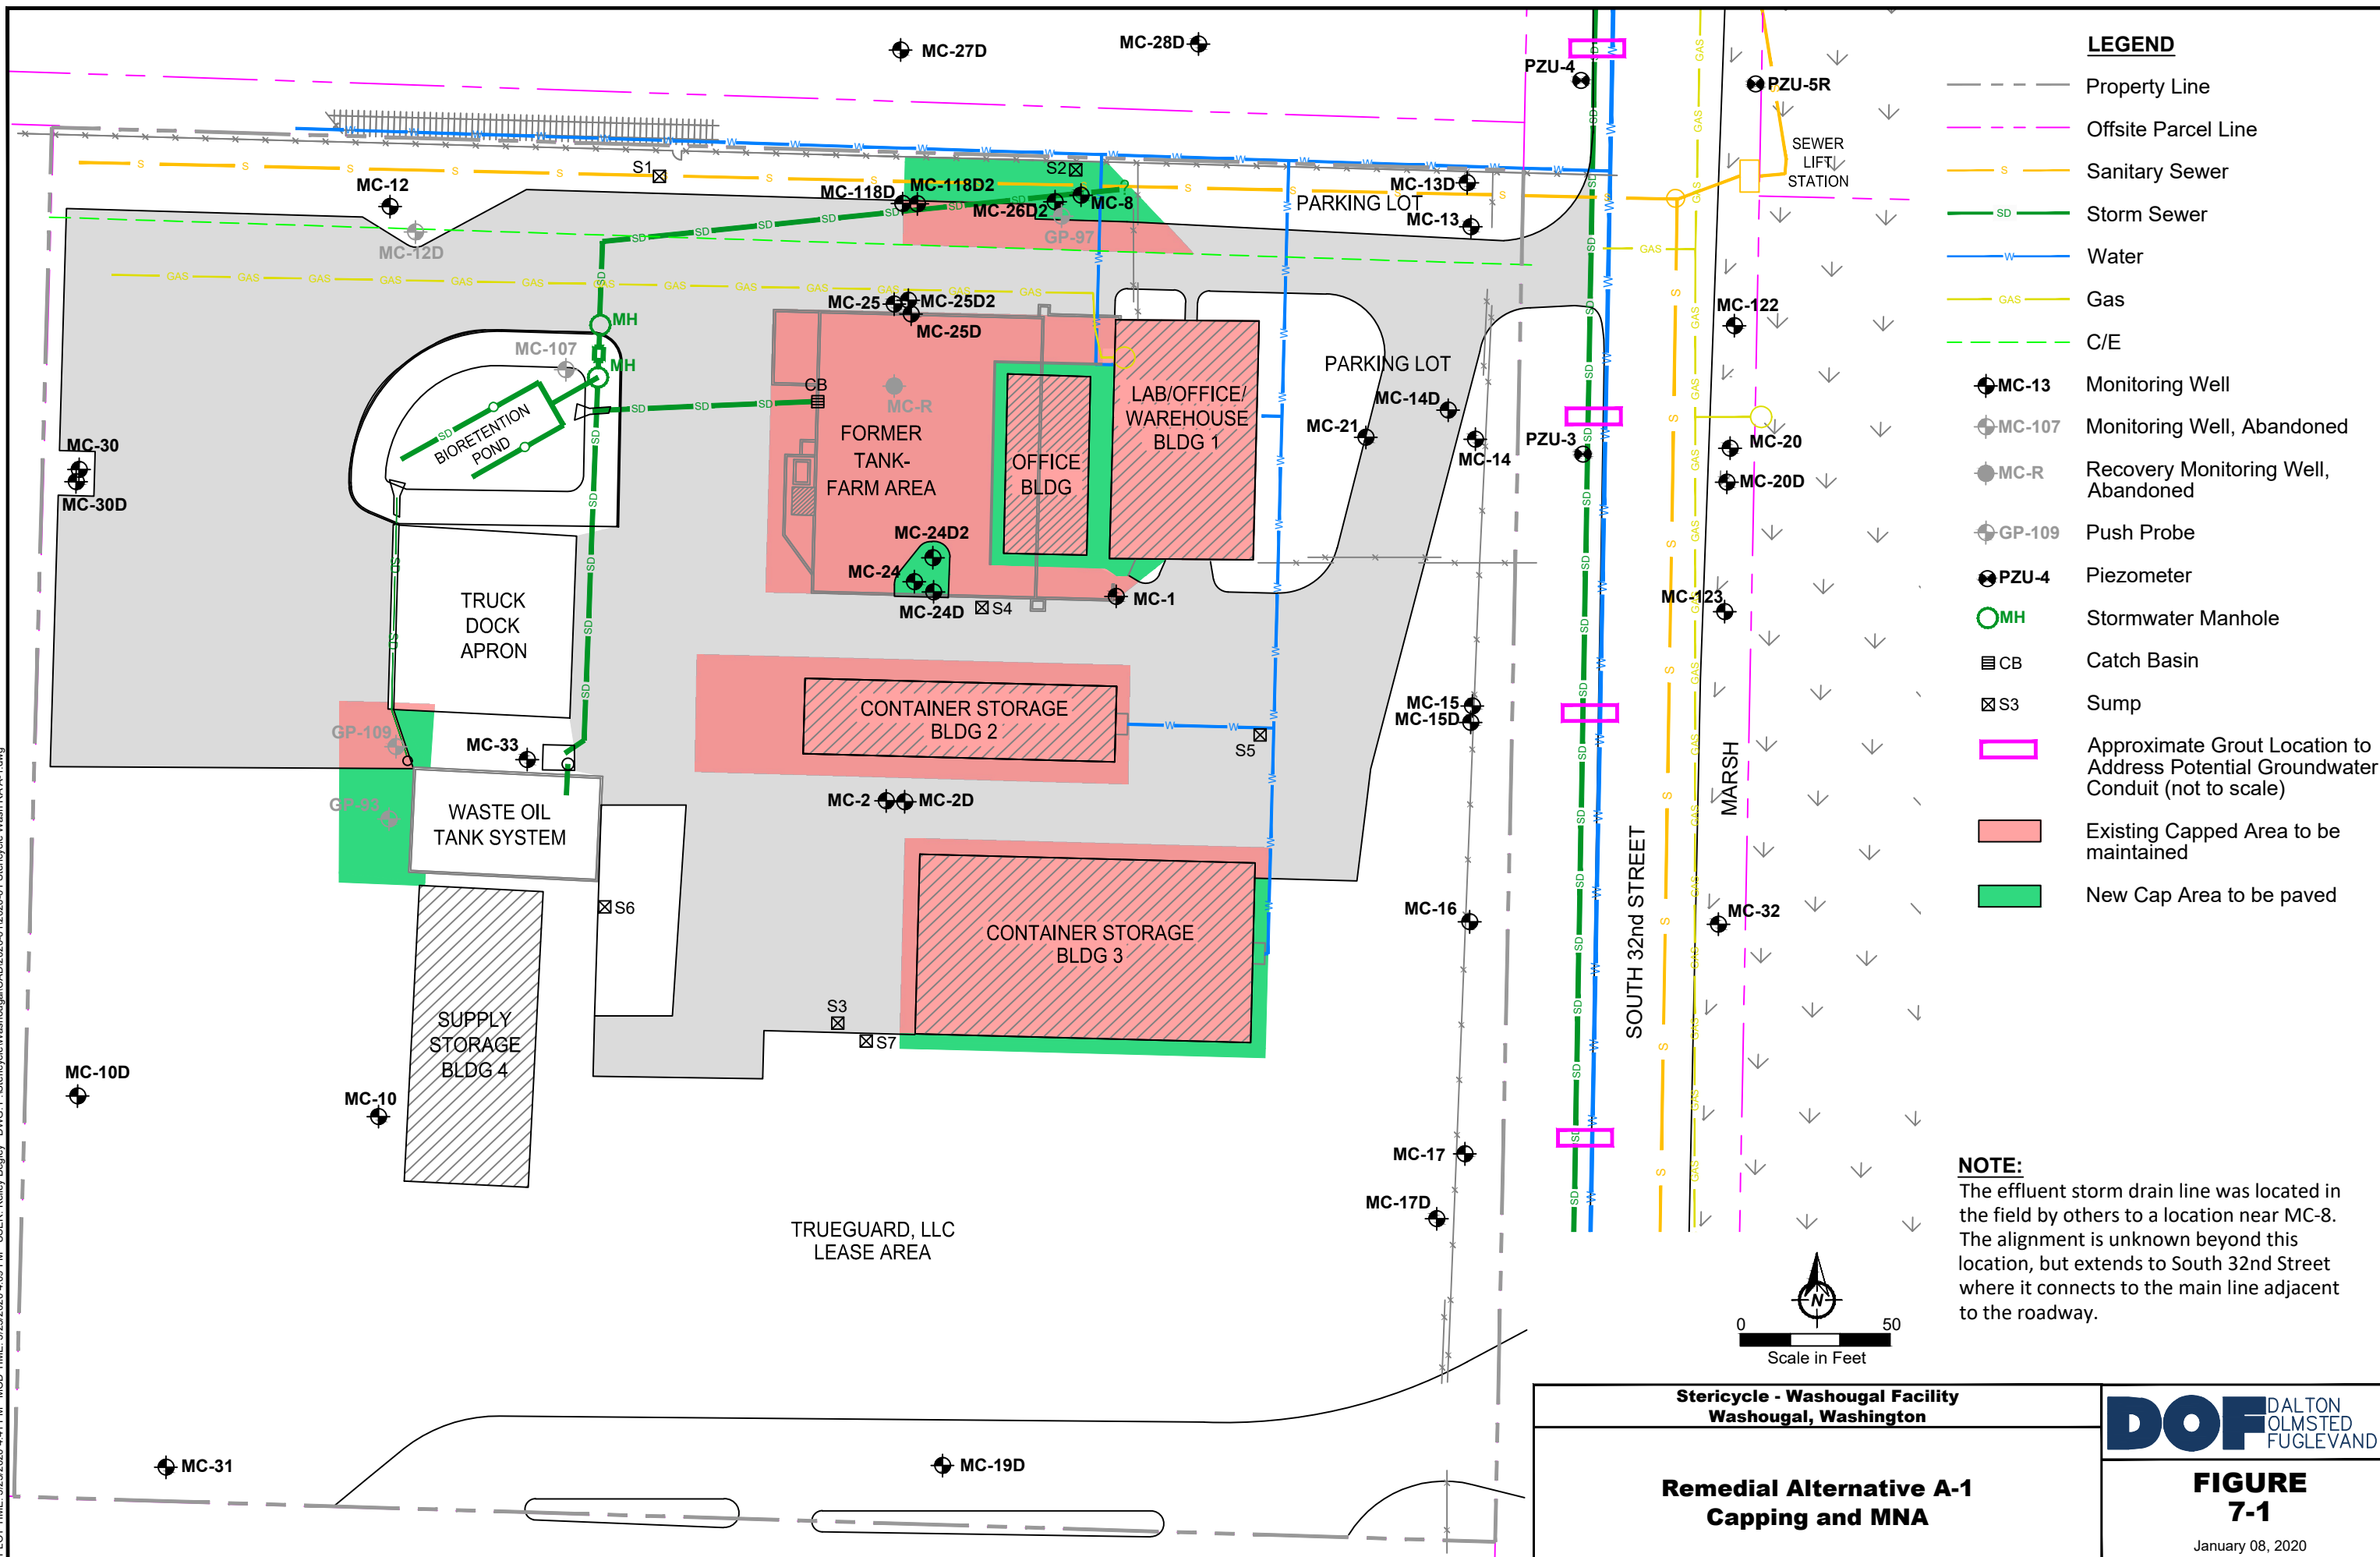 MC-27D
MC-28D
PZU-4
PZU-5R
SEWER
LIFT
STATION
S1
S2
MC-12
MC-12D
MC-118D
MC-118D2
MC-26D2
MC-8
?
GP-97
MC-13D
PARKING LOT
MC-13
MC-25
MC-25D2
MC-25D
MH
MH
MC-107
BIORETENTION
POND
CB
MC-R
FORMER
TANK-
FARM AREA
OFFICE
BLDG
LAB/OFFICE/
WAREHOUSE
BLDG 1
PARKING LOT
MC-14D
MC-21
MC-14
PZU-3
MC-122
MC-20
MC-20D
MC-30
MC-30D
MC-24D2
MC-24
MC-24D
S4
MC-1
MC-123
TRUCK
DOCK
APRON
CONTAINER STORAGE
BLDG 2
S5
MC-15
MC-15D
GP-109
MC-33
GP-93
WASTE OIL
TANK SYSTEM
MC-2
MC-2D
MARSH
SOUTH 32nd STREET
S6
CONTAINER STORAGE
BLDG 3
MC-16
MC-32
S3
S7
SUPPLY
STORAGE
BLDG 4
MC-10D
MC-10
MC-17
MC-17D
TRUEGUARD, LLC
LEASE AREA
MC-31
MC-19D
LEGEND
Property Line
Offsite Parcel Line
S Sanitary Sewer
SD Storm Sewer
W Water
GAS Gas
C/E
MC-13 Monitoring Well
MC-107 Monitoring Well, Abandoned
MC-R Recovery Monitoring Well,
Abandoned
GP-109 Push Probe
PZU-4 Piezometer
MH Stormwater Manhole
CB Catch Basin
S3 Sump
Approximate Grout Location to
Address Potential Groundwater
Conduit (not to scale)
Existing Capped Area to be
maintained
New Cap Area to be paved
NOTE:
The effluent storm drain line was located in
the field by others to a location near MC-8.
The alignment is unknown beyond this
location, but extends to South 32nd Street
where it connects to the main line adjacent
to the roadway.
N
0 50
Scale in Feet
Stericycle - Washougal Facility
Washougal, Washington
Remedial Alternative A-1
Capping and MNA
DOF DALTON
OLMSTED
FUGLEVAND
FIGURE
7-1
January 08, 2020